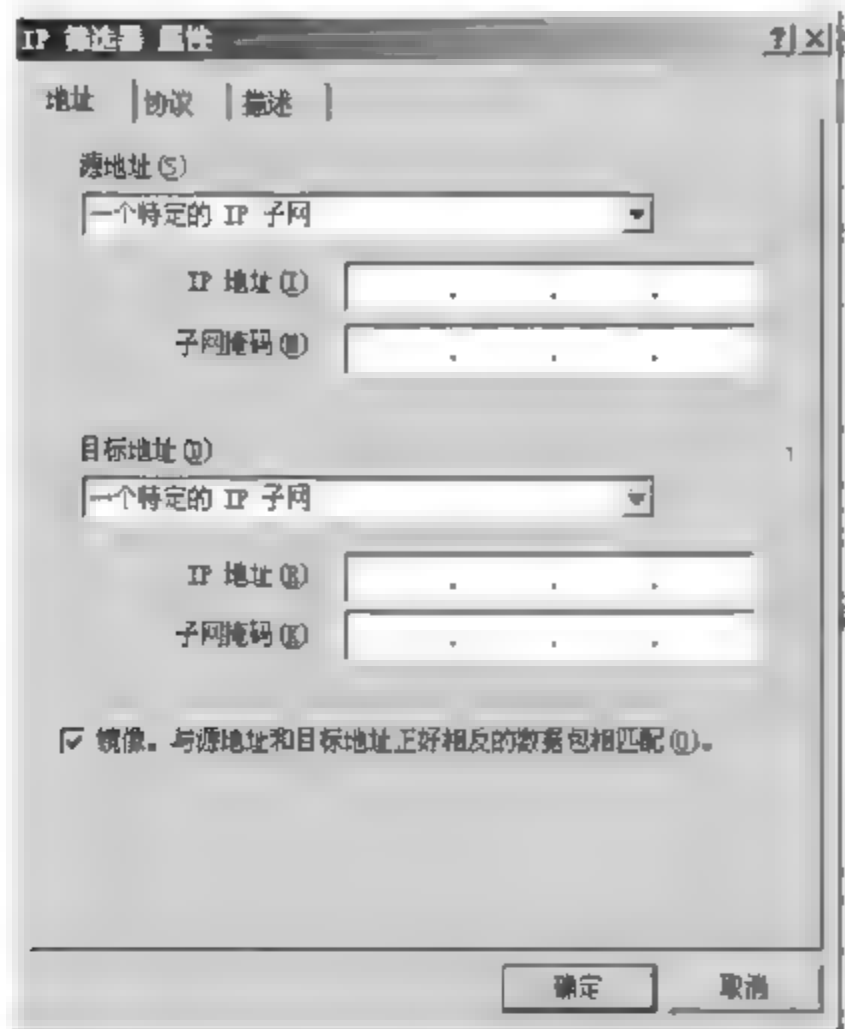 IP 筛选器 属性
地址 协议 描述
源地址(S)
一个特定的 IP 子网
IP 地址(I)
子网掩码(M)
目标地址(D)
一个特定的 IP 子网
IP 地址(R)
子网掩码(K)
镜像。与源地址和目标地址正好相反的数据包相匹配(O)。
确定 取消